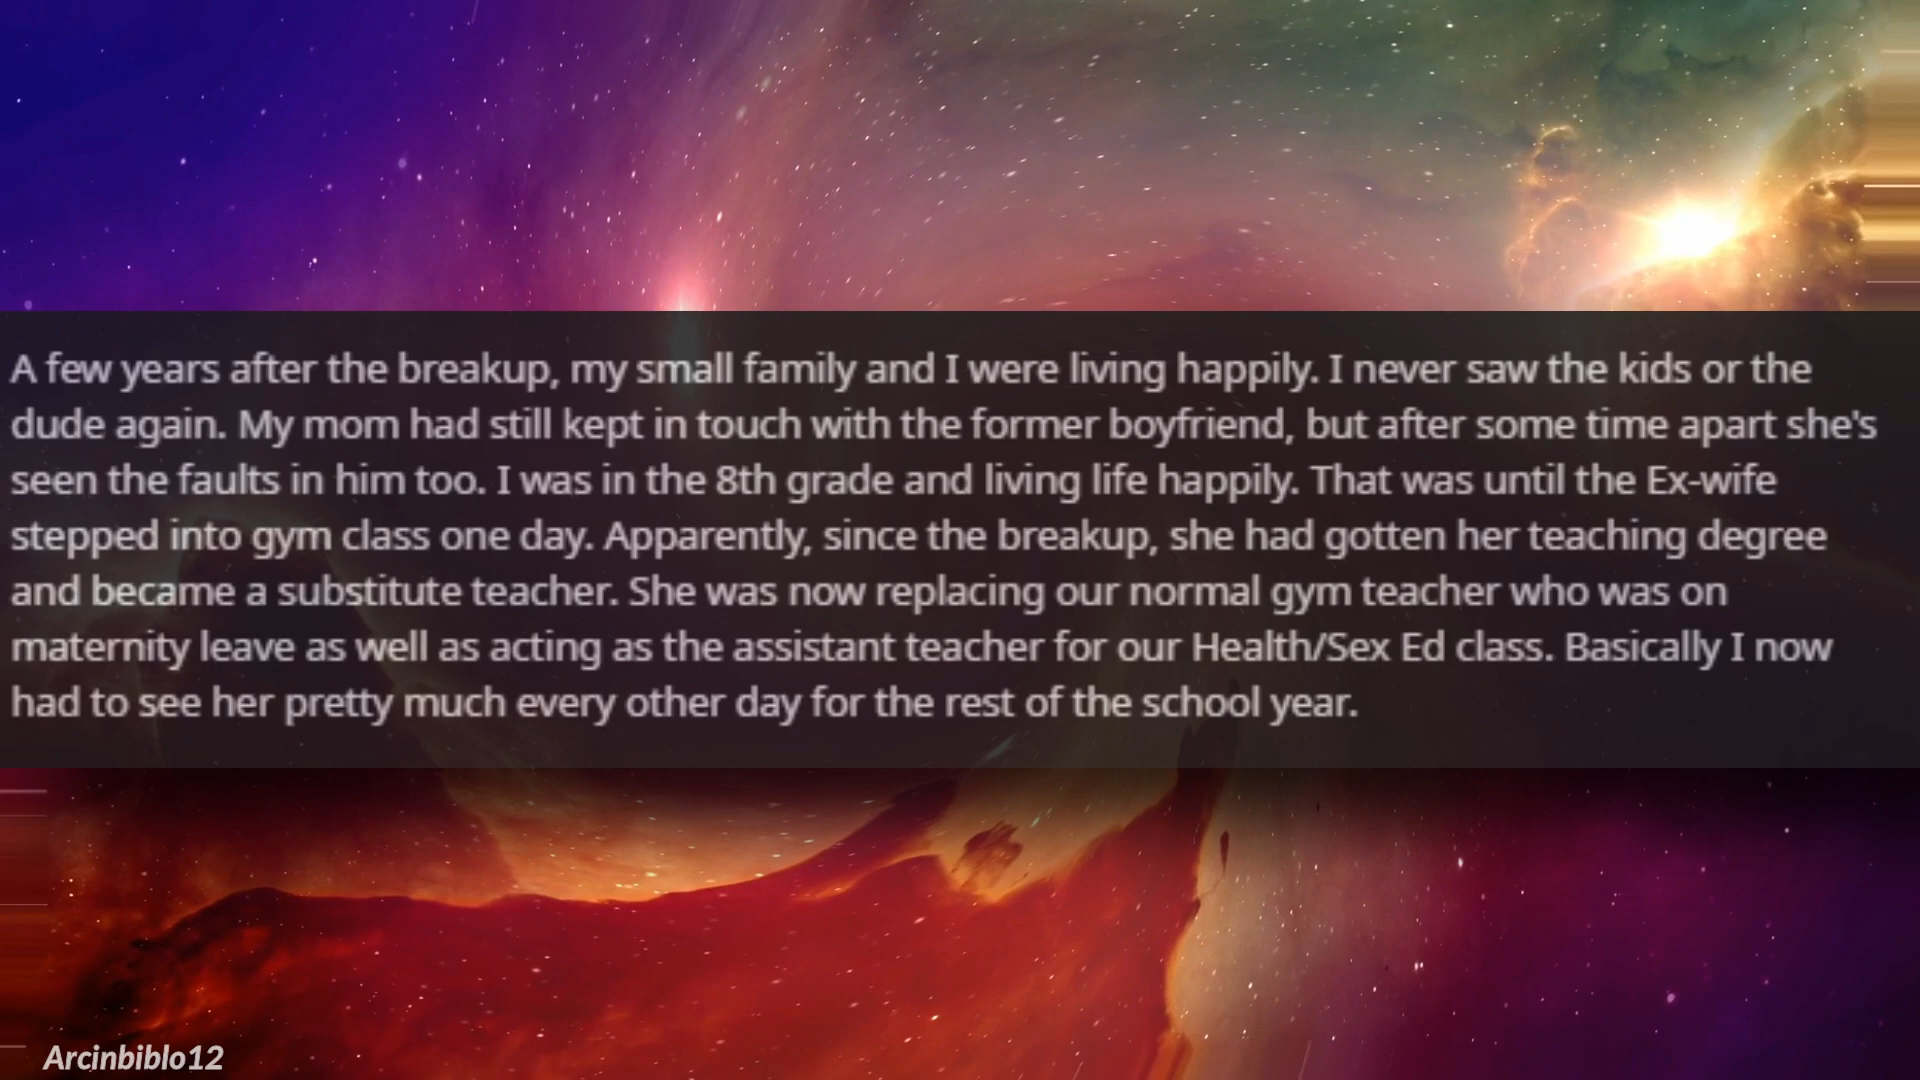 A few years after the breakup, my small family and I were living happily. I never saw the kids or the
dude again. My mom had still kept in touch with the former boyfriend, but after some time apart she's
seen the faults in him too. I was in the 8th grade and living life happily. That was until the Ex-wife
stepped into gym class one day. Apparently, since the breakup, she had gotten her teaching degree
and became a substitute teacher. She was now replacing our normal gym teacher who was on
maternity leave as well as acting as the assistant teacher for our Health/Sex Ed class. Basically I now
had to see her pretty much every other day for the rest of the school year.
Arcinbiblo12